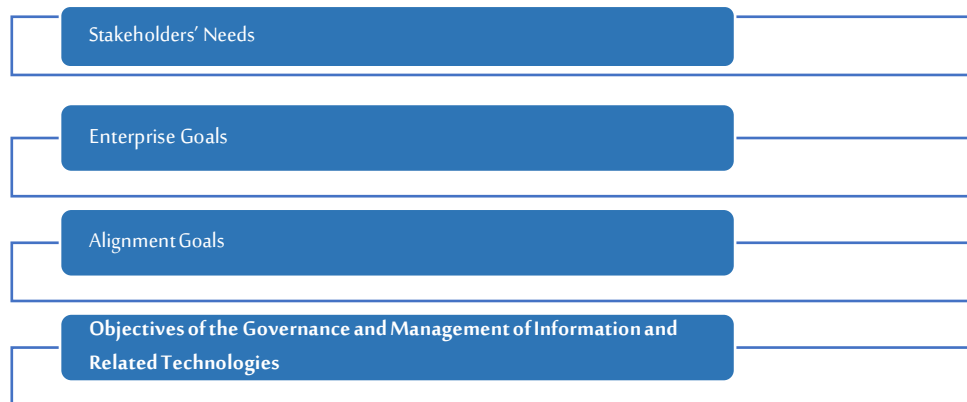 Stakeholders’ Needs
Enterprise Goals
Alignment Goals
Objectives of the Governance and Management of Information and
Related Technologies